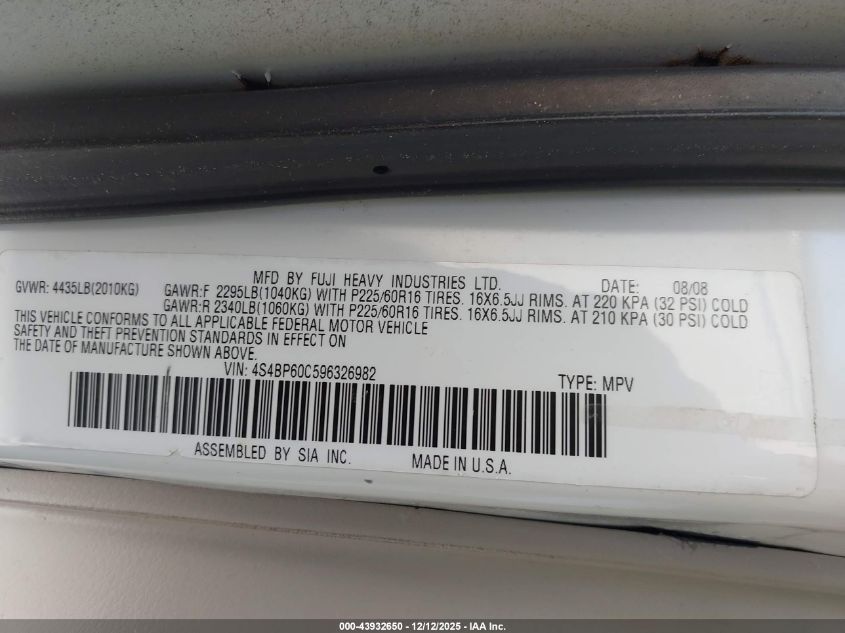 MFD BY FUJI HEAVY INDUSTRIES LTD. DATE: 08/08
GVWR: 4435LB(2010KG) GAWR:F 2295LB(1040KG) WITH P225/60R16 TIRES. 16X6.5JJ RIMS. AT 220 KPA (32 PSI) COLD
GAWR:R 2340LB(1060KG) WITH P225/60R16 TIRES. 16X6.5JJ RIMS. AT 210 KPA (30 PSI) COLD
THIS VEHICLE CONFORMS TO ALL APPLICABLE FEDERAL MOTOR VEHICLE
SAFETY AND THEFT PREVENTION STANDARDS IN EFFECT ON
THE DATE OF MANUFACTURE SHOWN ABOVE.
VIN: 4S4BP60C596326982 TYPE: MPV
ASSEMBLED BY SIA INC. MADE IN U.S.A.
000-43932650 - 12/12/2025 - IAA Inc.